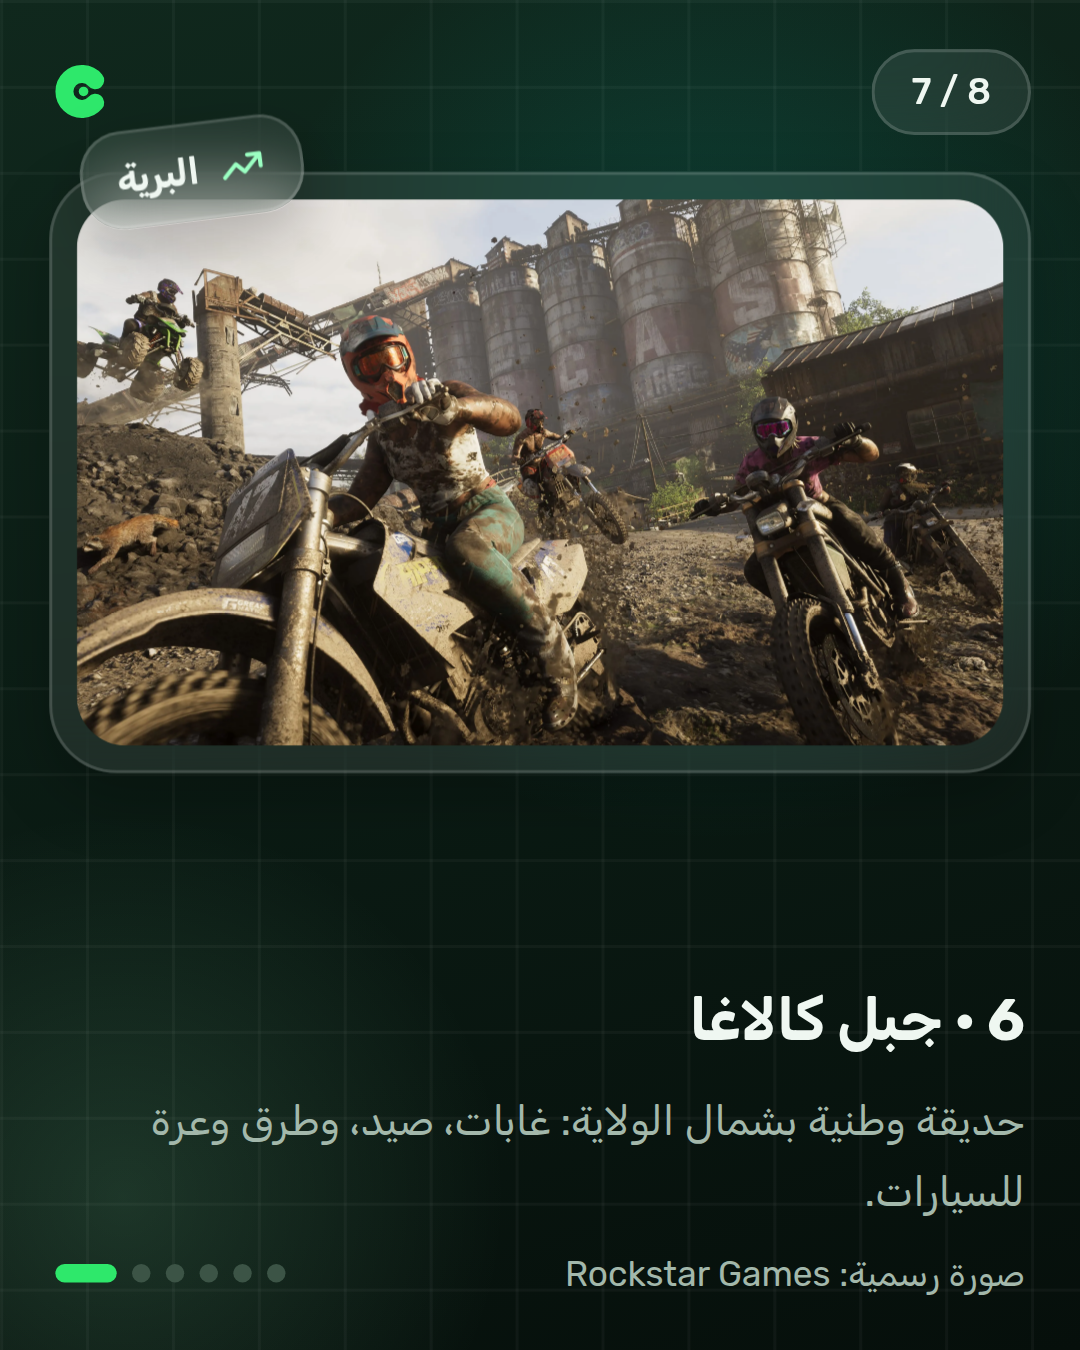 7 / 8
البرية
6 • جبل كالاغا
حديقة وطنية بشمال الولاية: غابات، صيد، وطرق وعرة
للسيارات.
صورة رسمية: Rockstar Games